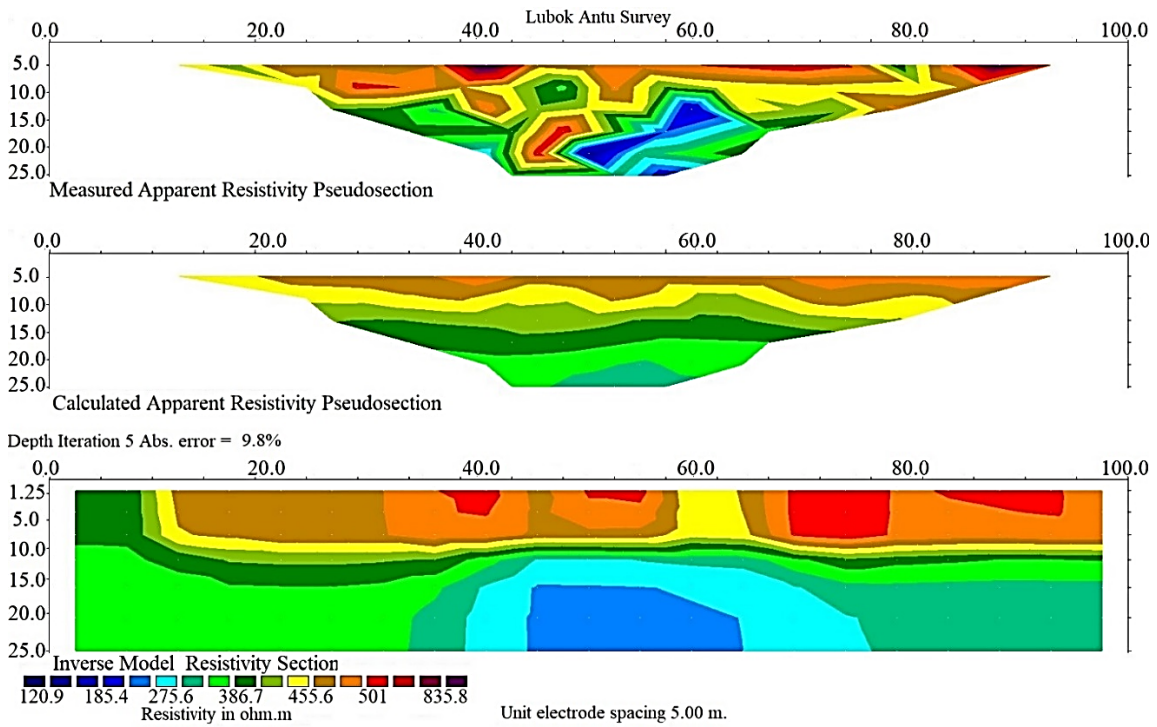 Lubok Antu Survey
0.0 20.0 40.0 60.0 80.0 100.0
5.0
10.0
15.0
20.0
25.0
Measured Apparent Resistivity Pseudosection
0.0 20.0 40.0 60.0 80.0 100.0
5.0
10.0
15.0
20.0
25.0
Calculated Apparent Resistivity Pseudosection
Depth Iteration 5 Abs. error = 9.8%
0.0 20.0 40.0 60.0 80.0 100.0
1.25
5.0
10.0
15.0
20.0
25.0
Inverse Model Resistivity Section
120.9 185.4 275.6 386.7 455.6 501 835.8
Resistivity in ohm.m Unit electrode spacing 5.00 m.